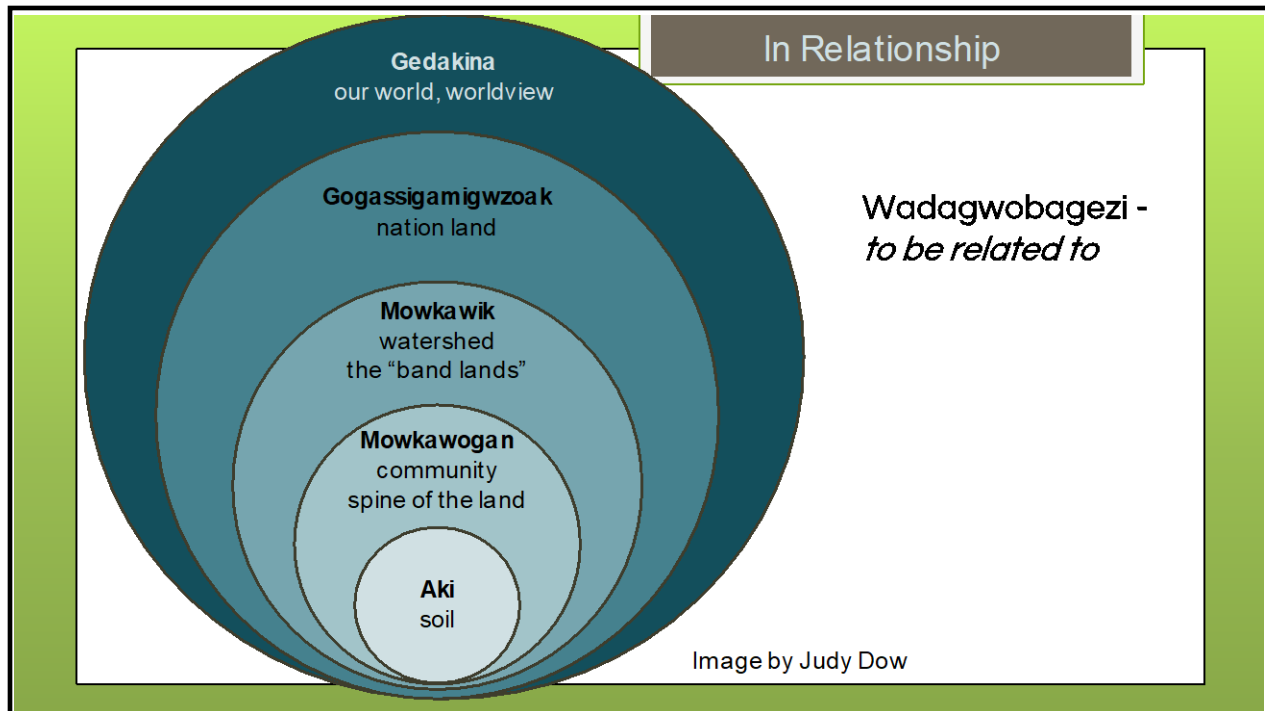 In Relationship
Gedakina
our world, worldview
Gogassigamigwzoak
nation land
Mowkawik
watershed
the “band lands”
Mowkawogan
community
spine of the land
Aki
soil
Wadagwobagezi -
to be related to
Image by Judy Dow